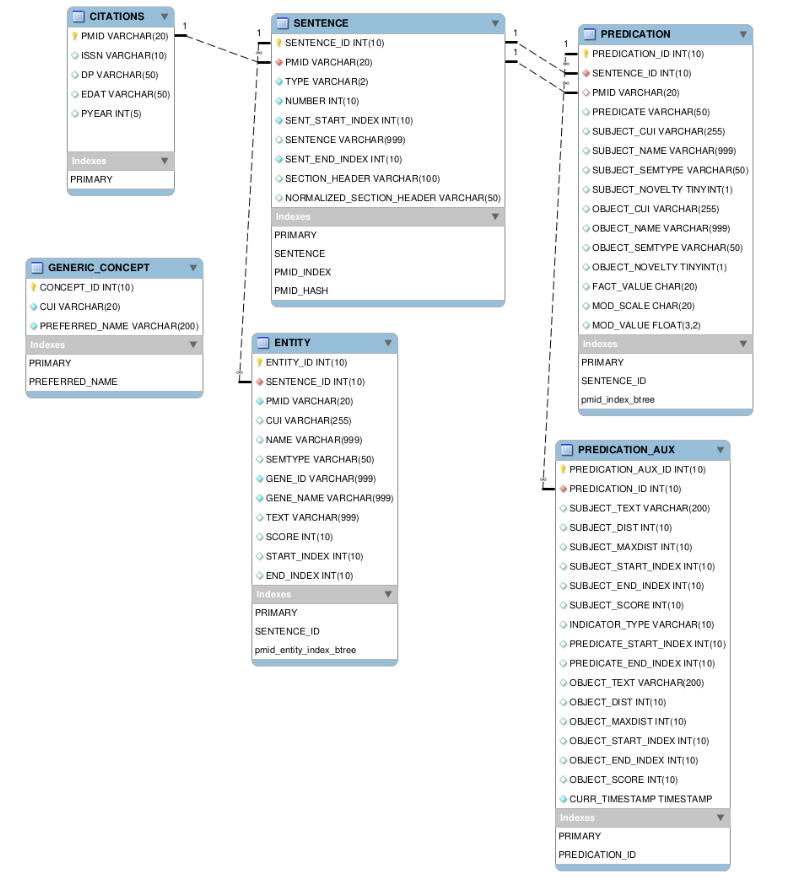 CITATIONS
PMID VARCHAR(20)
ISSN VARCHAR(10)
DP VARCHAR(50)
EDAT VARCHAR(50)
PYEAR INT(5)
Indexes
PRIMARY
1
SENTENCE
SENTENCE_ID INT(10)
PMID VARCHAR(20)
TYPE VARCHAR(2)
NUMBER INT(10)
SENT_START_INDEX INT(10)
SENTENCE VARCHAR(999)
SENT_END_INDEX INT(10)
SECTION_HEADER VARCHAR(100)
NORMALIZED_SECTION_HEADER VARCHAR(50)
Indexes
PRIMARY
SENTENCE
PMID_INDEX
PMID_HASH
1
∞
1
1
1
∞
∞
PREDICATION
PREDICATION_ID INT(10)
SENTENCE_ID INT(10)
PMID VARCHAR(20)
PREDICATE VARCHAR(50)
SUBJECT_CUI VARCHAR(255)
SUBJECT_NAME VARCHAR(999)
SUBJECT_SEMTYPE VARCHAR(50)
SUBJECT_NOVELTY TINYINT(1)
OBJECT_CUI VARCHAR(255)
OBJECT_NAME VARCHAR(999)
OBJECT_SEMTYPE VARCHAR(50)
OBJECT_NOVELTY TINYINT(1)
FACT_VALUE CHAR(20)
MOD_SCALE CHAR(20)
MOD_VALUE FLOAT(3,2)
Indexes
PRIMARY
SENTENCE_ID
pmid_index_btree
GENERIC_CONCEPT
CONCEPT_ID INT(10)
CUI VARCHAR(20)
PREFERRED_NAME VARCHAR(200)
Indexes
PRIMARY
PREFERRED_NAME
∞
ENTITY
ENTITY_ID INT(10)
SENTENCE_ID INT(10)
PMID VARCHAR(20)
CUI VARCHAR(255)
NAME VARCHAR(999)
SEMTYPE VARCHAR(50)
GENE_ID VARCHAR(999)
GENE_NAME VARCHAR(999)
TEXT VARCHAR(999)
SCORE INT(10)
START_INDEX INT(10)
END_INDEX INT(10)
Indexes
PRIMARY
SENTENCE_ID
pmid_entity_index_btree
∞
PREDICATION_AUX
PREDICATION_AUX_ID INT(10)
PREDICATION_ID INT(10)
SUBJECT_TEXT VARCHAR(200)
SUBJECT_DIST INT(10)
SUBJECT_MAXDIST INT(10)
SUBJECT_START_INDEX INT(10)
SUBJECT_END_INDEX INT(10)
SUBJECT_SCORE INT(10)
INDICATOR_TYPE VARCHAR(10)
PREDICATE_START_INDEX INT(10)
PREDICATE_END_INDEX INT(10)
OBJECT_TEXT VARCHAR(200)
OBJECT_DIST INT(10)
OBJECT_MAXDIST INT(10)
OBJECT_START_INDEX INT(10)
OBJECT_END_INDEX INT(10)
OBJECT_SCORE INT(10)
CURR_TIMESTAMP TIMESTAMP
Indexes
PRIMARY
PREDICATION_ID